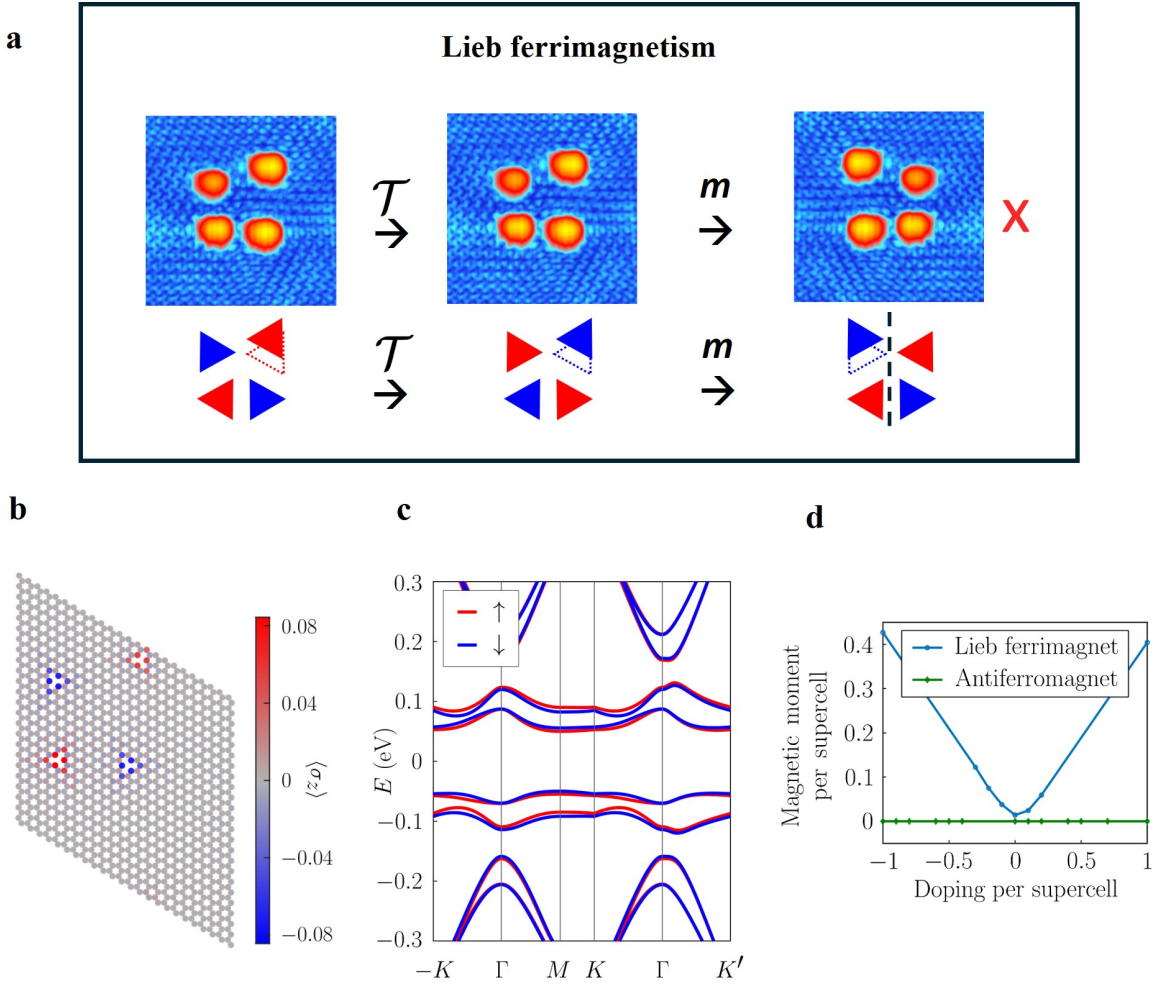 a
Lieb ferrimagnetism
𝒯 → m → X
𝒯 → m →
b
0.08
0.04
0
−0.04
−0.08
⟨σz⟩
c
0.3
0.2
0.1
0
−0.1
−0.2
−0.3
E (eV)
↑
↓
−K Γ M K Γ K′
d
0.4
0.3
0.2
0.1
0
Magnetic moment
per supercell
Lieb ferrimagnet
Antiferromagnet
−1 −0.5 0 0.5 1
Doping per supercell